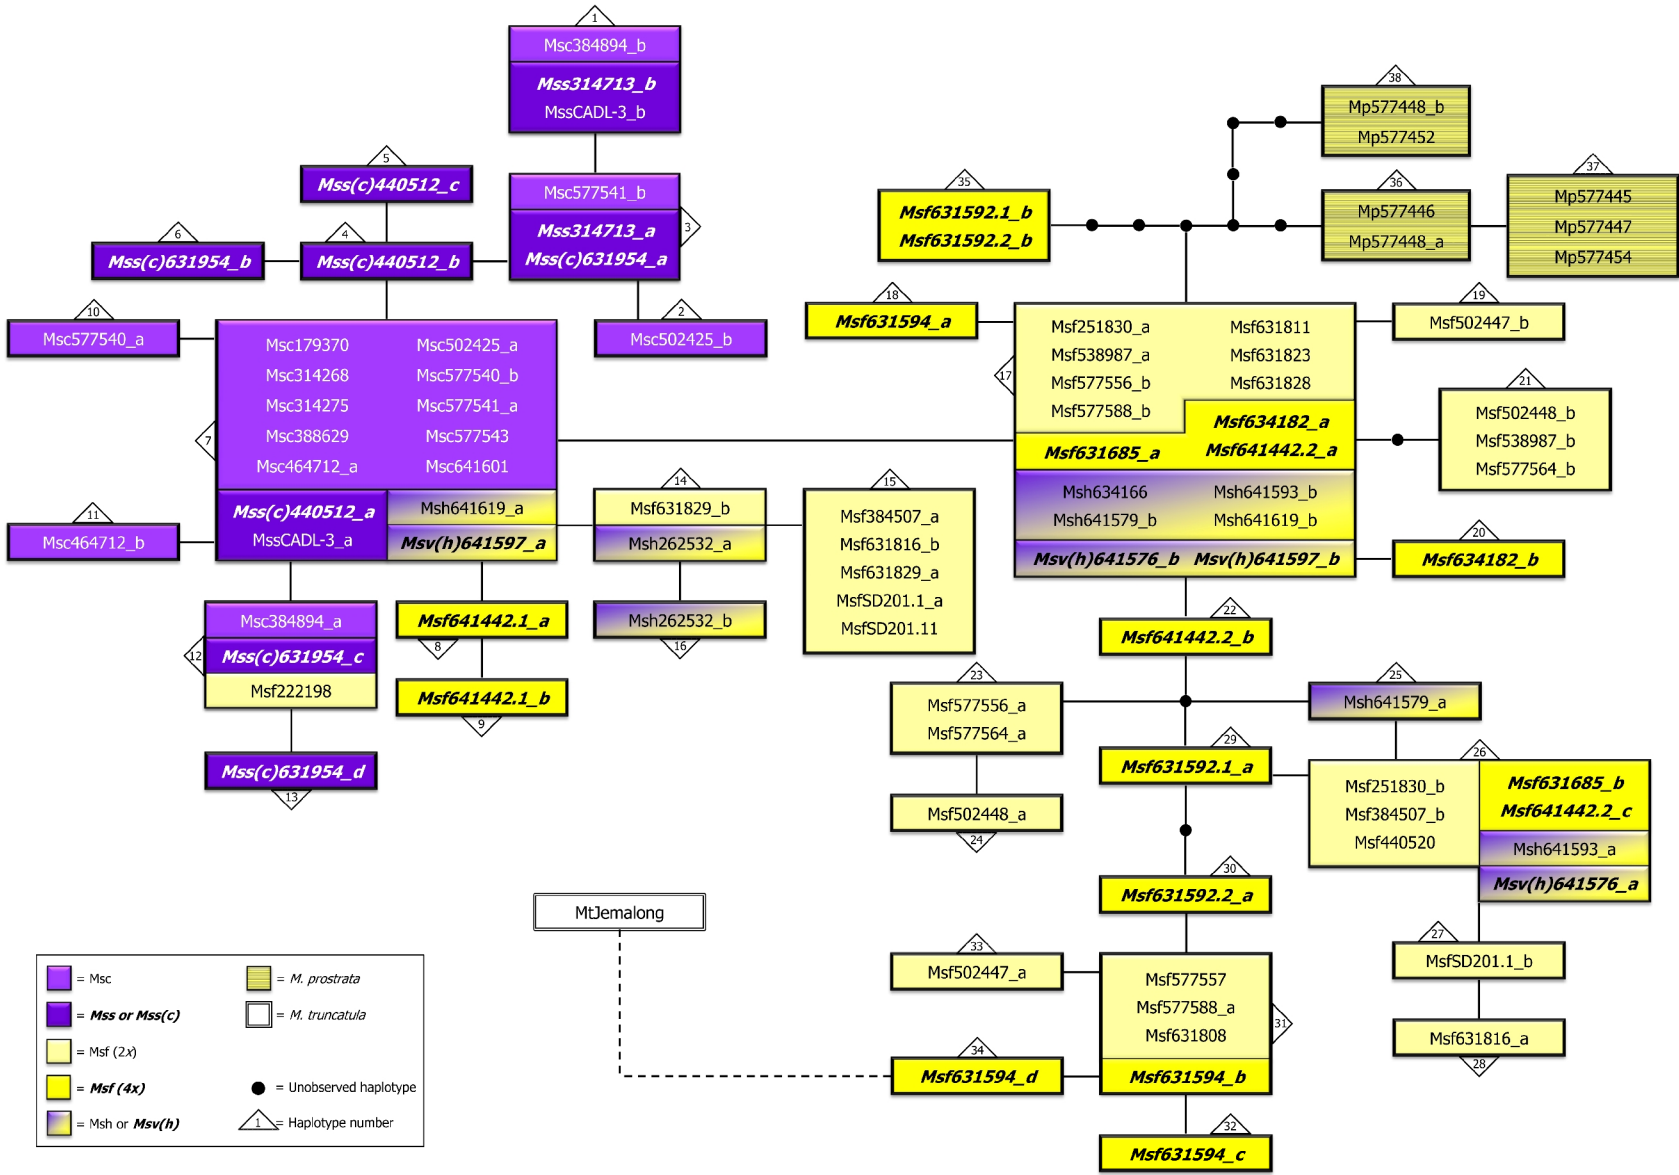 1
Msc384894_b
Mss314713_b
MssCADL-3_b
5
Mss(c)440512_c
Msc577541_b
Mss314713_a
Mss(c)631954_a
3
6
Mss(c)631954_b
4
Mss(c)440512_b
10
Msc577540_a
2
Msc502425_b
7
Msc179370 Msc502425_a
Msc314268 Msc577540_b
Msc314275 Msc577541_a
Msc388629 Msc577543
Msc464712_a Msc641601
Mss(c)440512_a
MssCADL-3_a
Msh641619_a
Msv(h)641597_a
11
Msc464712_b
14
Msf631829_b
Msh262532_a
Msh262532_b
16
15
Msf384507_a
Msf631816_b
Msf631829_a
MsfSD201.1_a
MsfSD201.11
12
Msc384894_a
Mss(c)631954_c
Msf222198
Mss(c)631954_d
13
Msf641442.1_a
8
Msf641442.1_b
9
38
Mp577448_b
Mp577452
35
Msf631592.1_b
Msf631592.2_b
36
Mp577446
Mp577448_a
37
Mp577445
Mp577447
Mp577454
18
Msf631594_a
17
Msf251830_a Msf631811
Msf538987_a Msf631823
Msf577556_b Msf631828
Msf577588_b
Msf634182_a
Msf631685_a Msf641442.2_a
Msh634166 Msh641593_b
Msh641579_b Msh641619_b
Msv(h)641576_b Msv(h)641597_b
19
Msf502447_b
21
Msf502448_b
Msf538987_b
Msf577564_b
20
Msf634182_b
22
Msf641442.2_b
23
Msf577556_a
Msf577564_a
Msf502448_a
24
25
Msh641579_a
29
Msf631592.1_a
26
Msf251830_b
Msf384507_b
Msf440520
Msf631685_b
Msf641442.2_c
Msh641593_a
Msv(h)641576_a
30
Msf631592.2_a
27
MsfSD201.1_b
Msf631816_a
28
MtJemalong
33
Msf502447_a
Msf577557
Msf577588_a
Msf631808
31
Msf631594_b
34
Msf631594_d
32
Msf631594_c
= Msc
= Mss or Mss(c)
= Msf (2x)
= Msf (4x)
= Msh or Msv(h)
= M. prostrata
= M. truncatula
= Unobserved haplotype
1 = Haplotype number